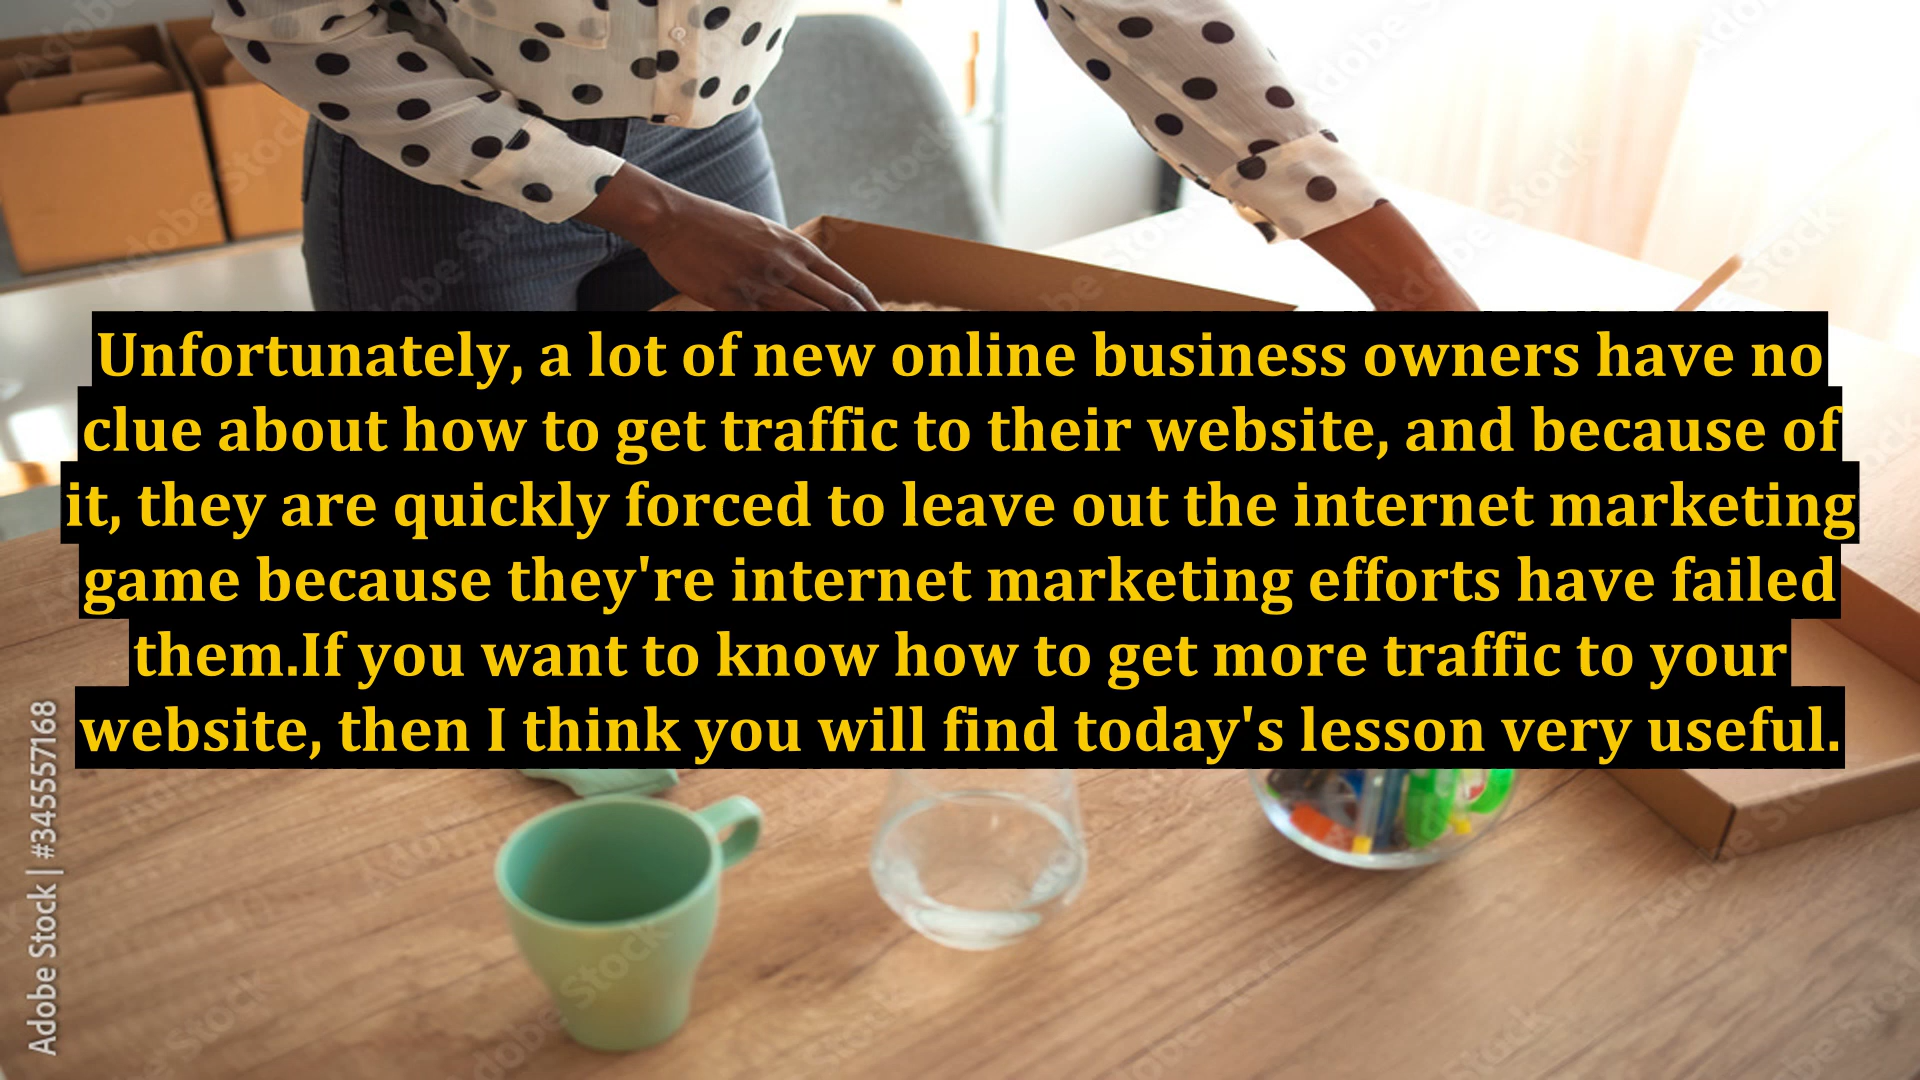 Unfortunately, a lot of new online business owners have no
clue about how to get traffic to their website, and because of
it, they are quickly forced to leave out the internet marketing
game because they're internet marketing efforts have failed
them.If you want to know how to get more traffic to your
website, then I think you will find today's lesson very useful.
Adobe Stock | #345557168